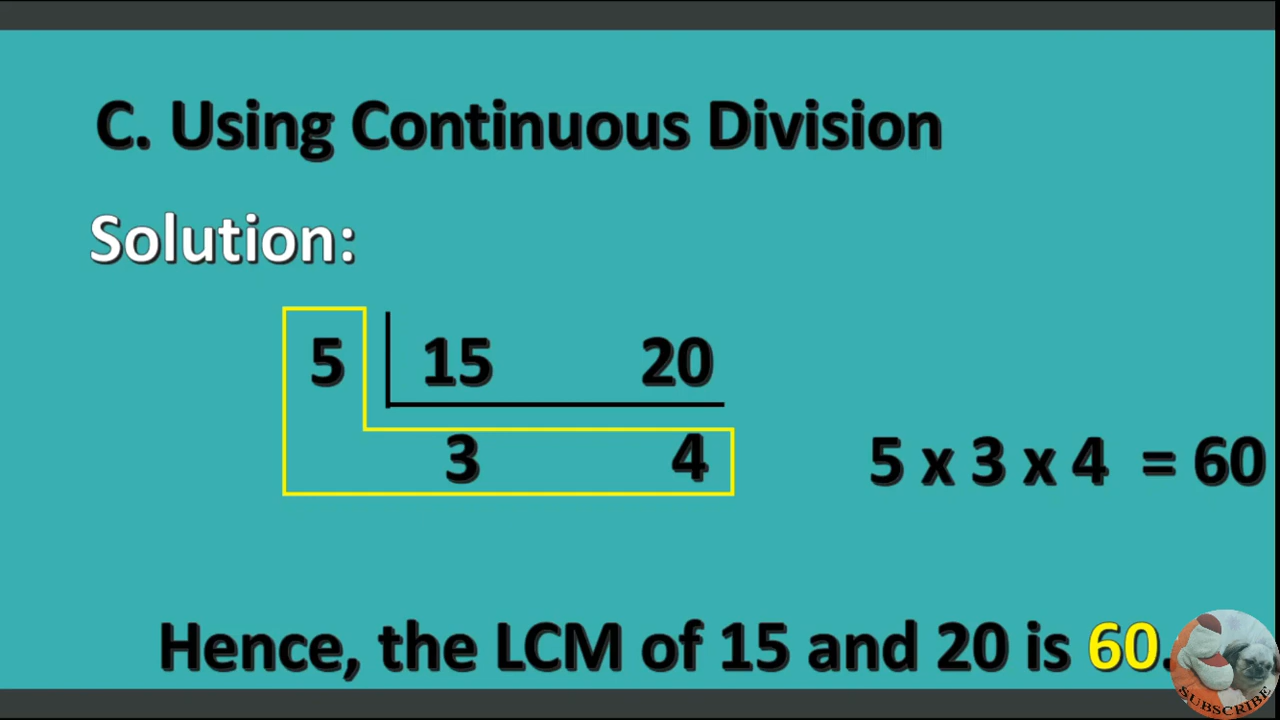 C. Using Continuous Division
Solution:
5 15 20
3 4
5 x 3 x 4 = 60
Hence, the LCM of 15 and 20 is 60.
SUBSCRIBE